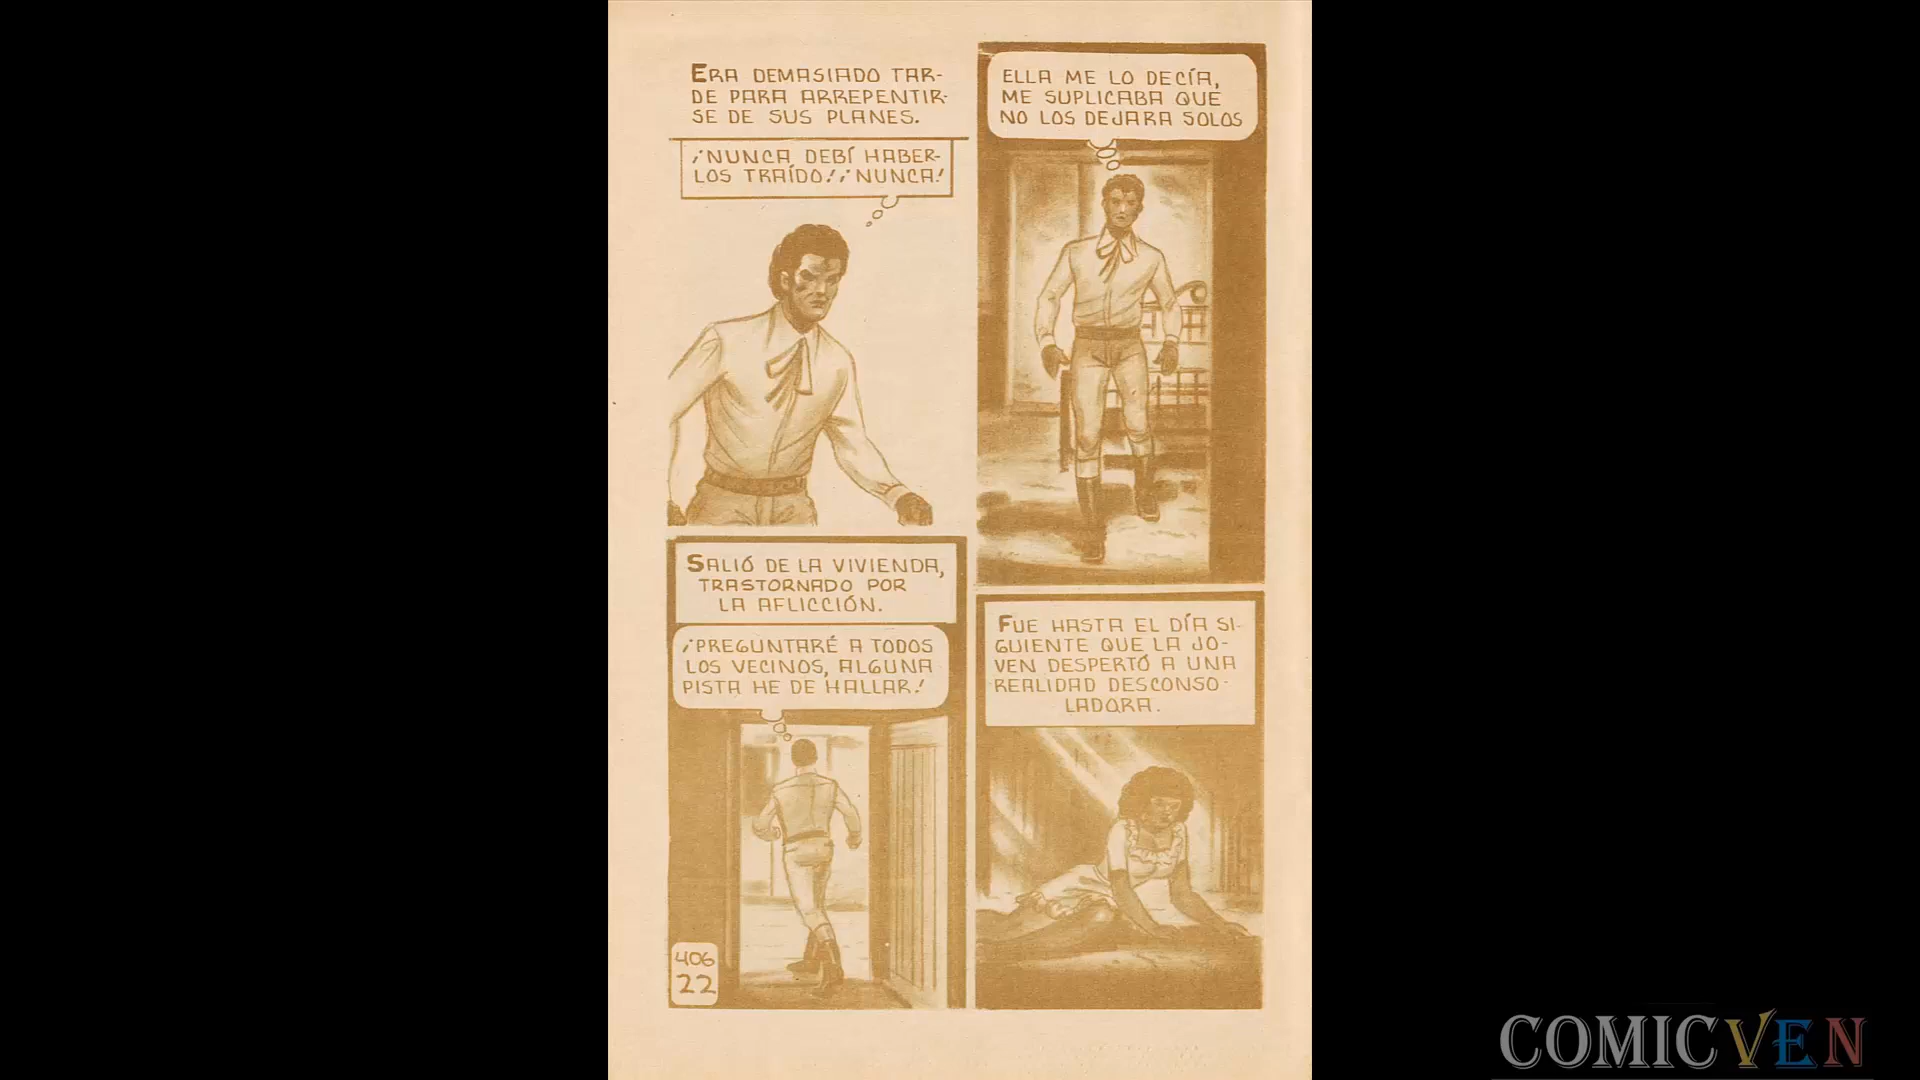 ERA DEMASIADO TAR-
DE PARA ARREPENTIR-
SE DE SUS PLANES.
¡NUNCA DEBÍ HABER-
LOS TRAÍDO! ¡NUNCA!
ELLA ME LO DECÍA,
ME SUPLICABA QUE
NO LOS DEJARA SOLOS
SALIÓ DE LA VIVIENDA,
TRASTORNADO POR
LA AFLICCIÓN.
¡PREGUNTARÉ A TODOS
LOS VECINOS, ALGUNA
PISTA HE DE HALLAR!
FUE HASTA EL DÍA SI-
GUIENTE QUE LA JO-
VEN DESPERTÓ A UNA
REALIDAD DESCONSO-
LADORA.
406
22
COMICVEN